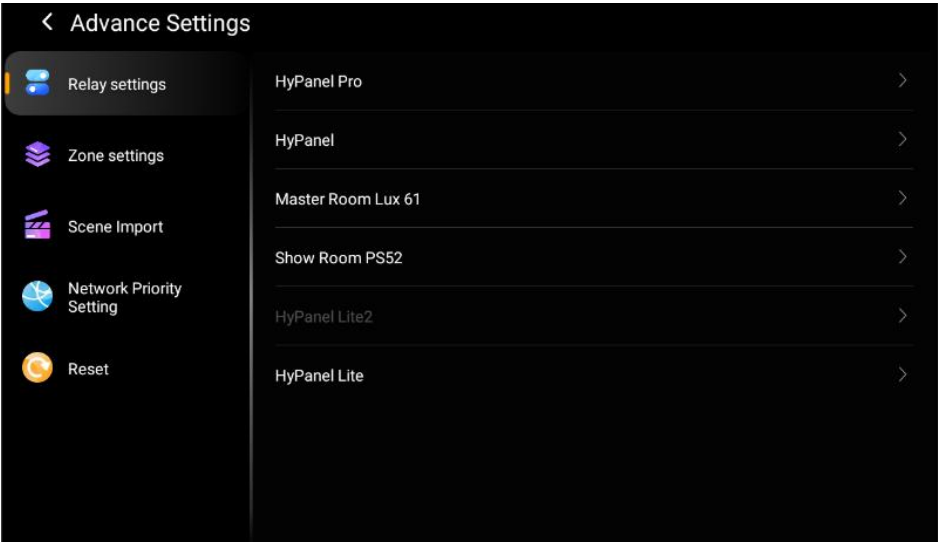 Advance Settings
Relay settings
Zone settings
Scene Import
Network Priority
Setting
Reset
HyPanel Pro
HyPanel
Master Room Lux 61
Show Room PS52
HyPanel Lite2
HyPanel Lite